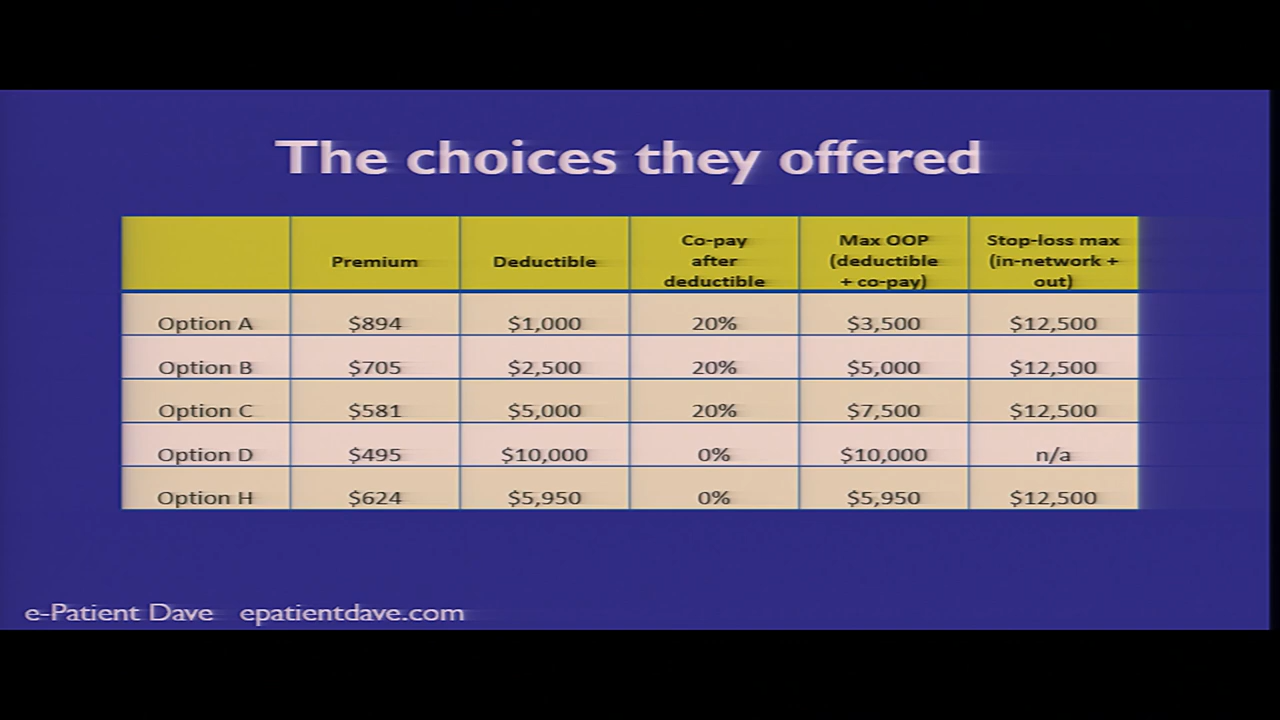 The choices they offered
Premium Deductible Co-pay after deductible Max OOP (deductible + co-pay) Stop-loss max (in-network + out)
Option A $894 $1,000 20% $3,500 $12,500
Option B $705 $2,500 20% $5,000 $12,500
Option C $581 $5,000 20% $7,500 $12,500
Option D $495 $10,000 0% $10,000 n/a
Option H $624 $5,950 0% $5,950 $12,500
e-Patient Dave epatientdave.com